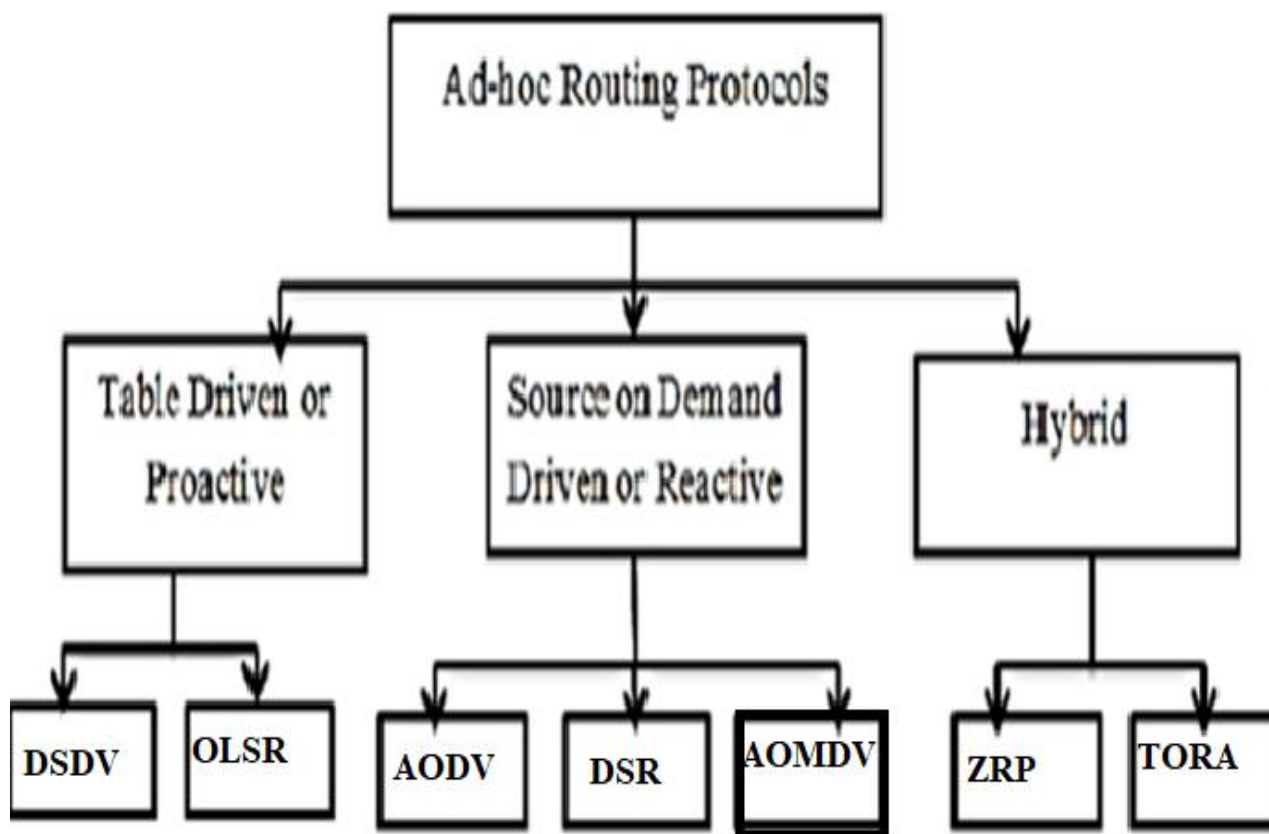 Ad-hoc Routing Protocols
Table Driven or
Proactive
Source on Demand
Driven or Reactive
Hybrid
DSDV
OLSR
AODV
DSR
AOMDV
ZRP
TORA